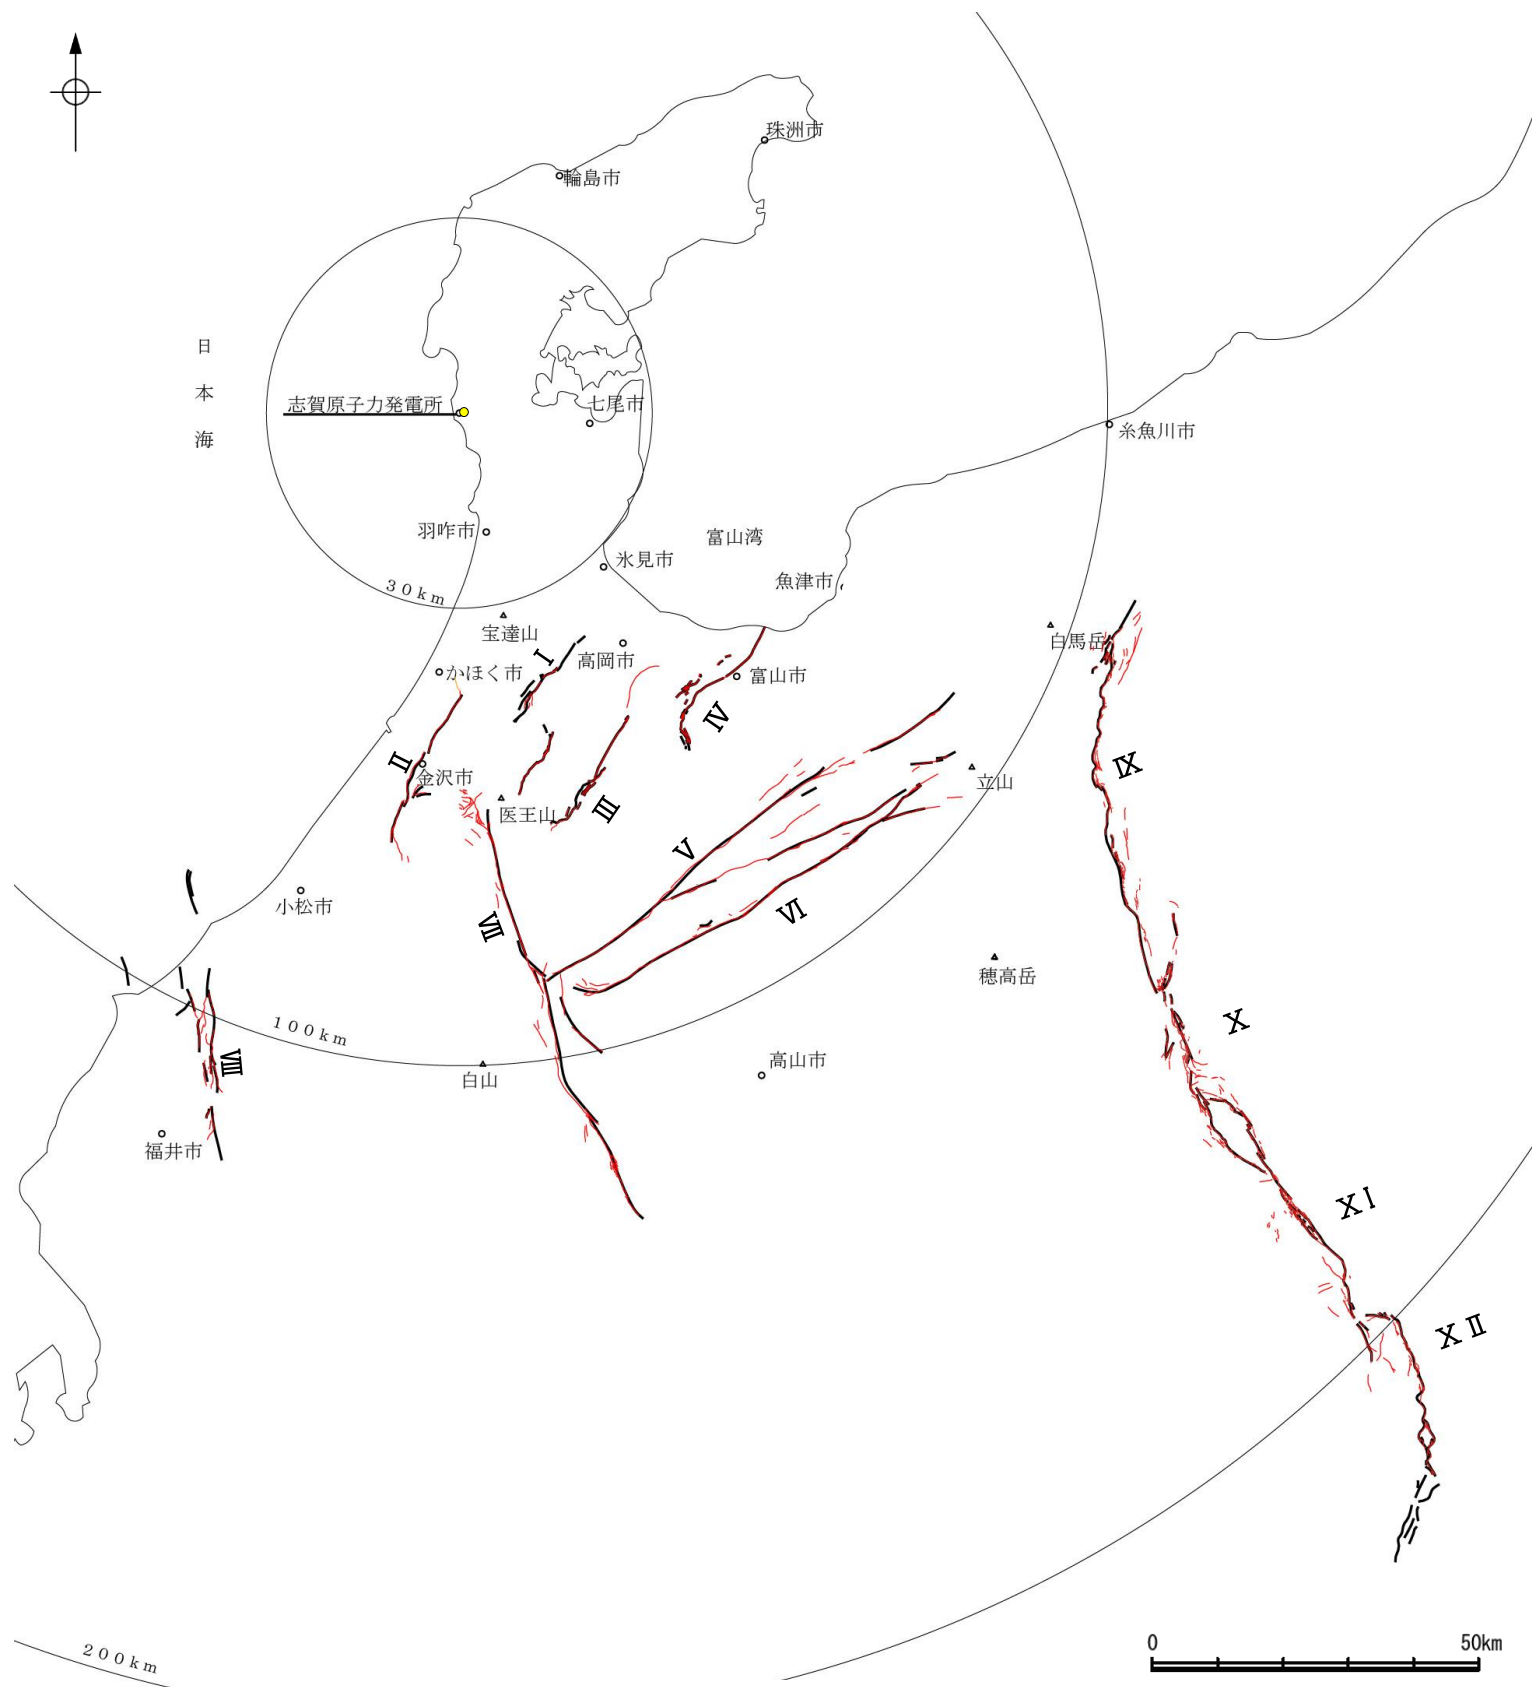 珠洲市
輪島市
日本海
志賀原子力発電所
七尾市
糸魚川市
羽咋市
富山湾
氷見市
魚津市
30km
宝達山
Ⅰ
高岡市
白馬岳
かほく市
富山市
Ⅳ
Ⅱ
金沢市
Ⅸ
立山
医王山
Ⅲ
Ⅴ
小松市
Ⅵ
Ⅶ
穂高岳
Ⅹ
100km
Ⅷ
白山
高山市
福井市
ⅩⅠ
ⅩⅡ
200km
0 50km